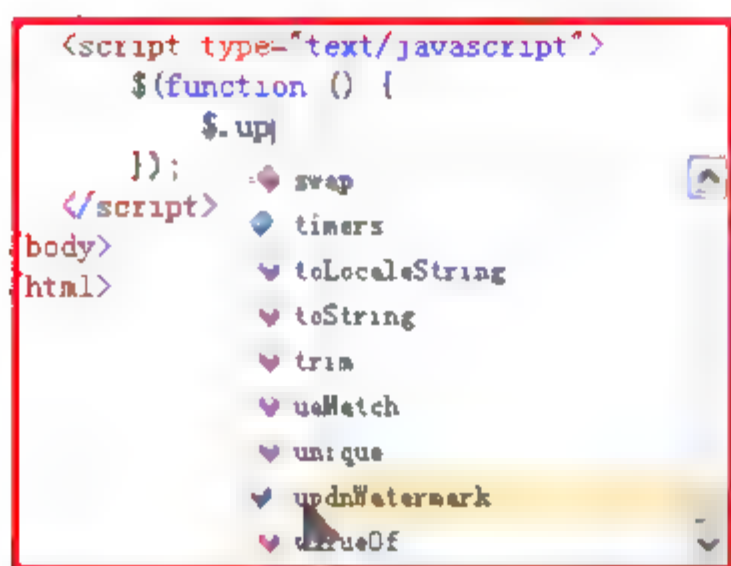 <script type="text/javascript">
$(function () {
$.up
});
</script>
body>
html>
swap
timers
toLocaleString
toString
trim
uaMatch
unique
updnWatermark
valueOf